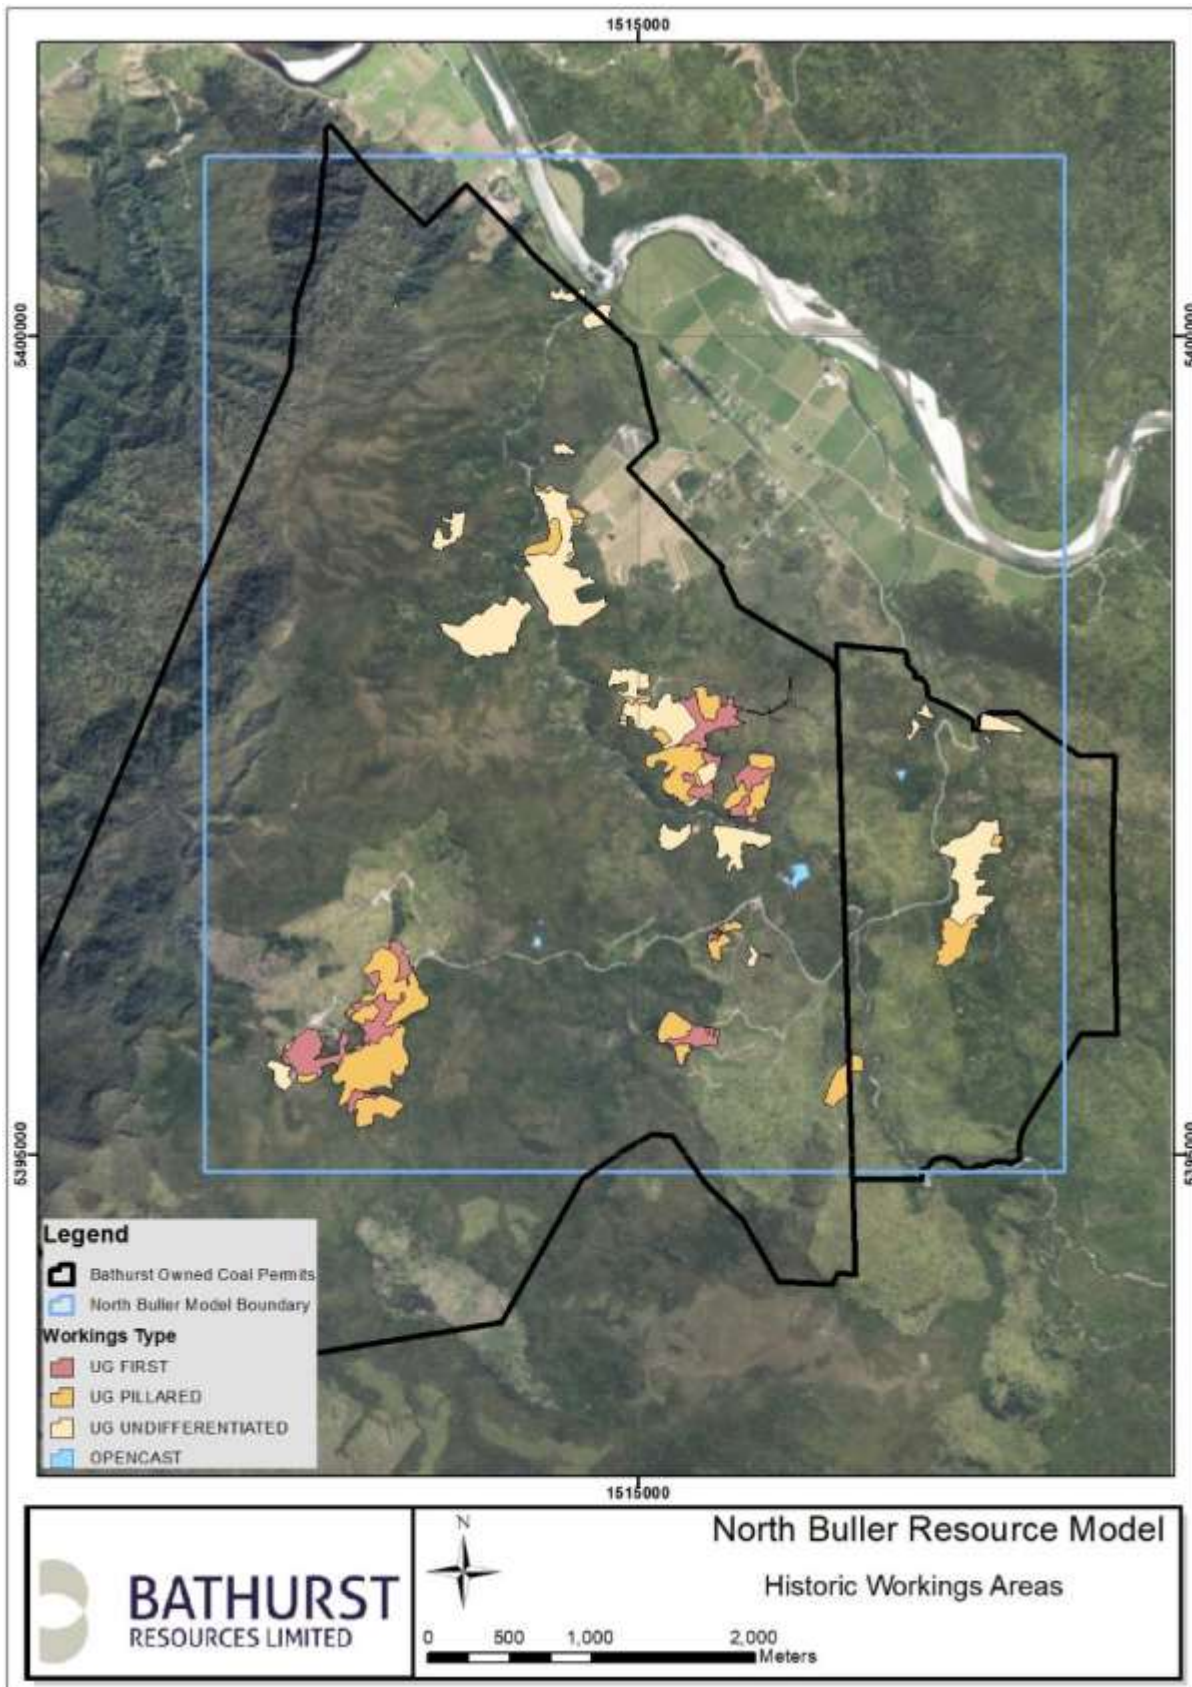 1515000
5400000
5400000
5395000
5395000
Legend
Bathurst Owned Coal Permits
North Buller Model Boundary
Workings Type
UG FIRST
UG PILLARED
UG UNDIFFERENTIATED
OPENCAST
1515000
BATHURST
RESOURCES LIMITED
N
0 500 1,000 2,000
Meters
North Buller Resource Model
Historic Workings Areas